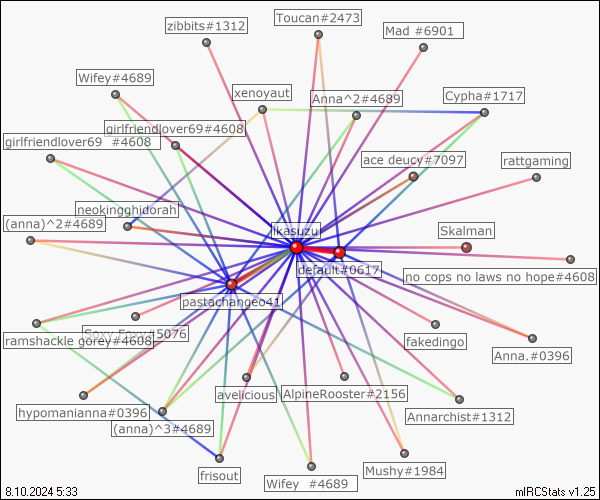 Toucan#2473
zibbits#1312
Mad #6901
Wifey#4689
xenoyaut
Anna^2#4689
Cypha#1717
girlfriendlover69#4608
girlfriendlover69 #4608
ace deucy#7097
rattgaming
neokingghidorah
(anna)^2#4689
likasuzu
Skalman
default#0617
no cops no laws no hope#4608
pastachangeo41
Soxy Foxy#5076
ramshackle gorey#4608
fakedingo
Anna.#0396
avelicious
AlpineRooster#2156
hypomanianna#0396
Annarchist#1312
(anna)^3#4689
frisout
Wifey #4689
Mushy#1984
8.10.2024 5:33
mIRCStats v1.25